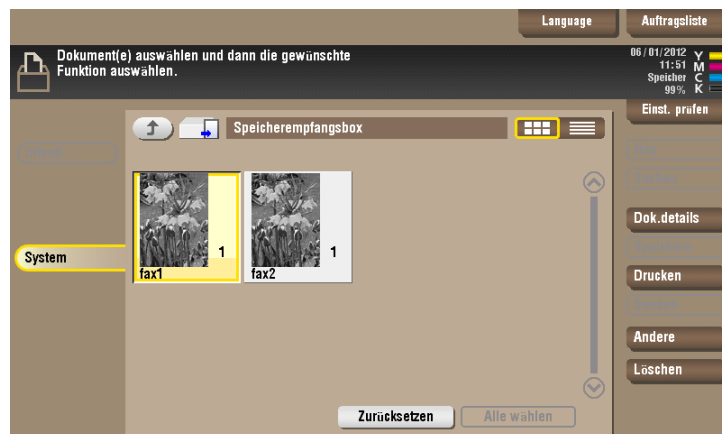 Language
Auftragsliste
Dokument(e) auswählen und dann die gewünschte
Funktion auswählen.
06/01/2012
11:51
Speicher
99%
Y
M
C
K
Einst. prüfen
Speicherempfangsbox
Dok.details
System
1
fax1
1
fax2
Drucken
Andere
Löschen
Zurücksetzen
Alle wählen